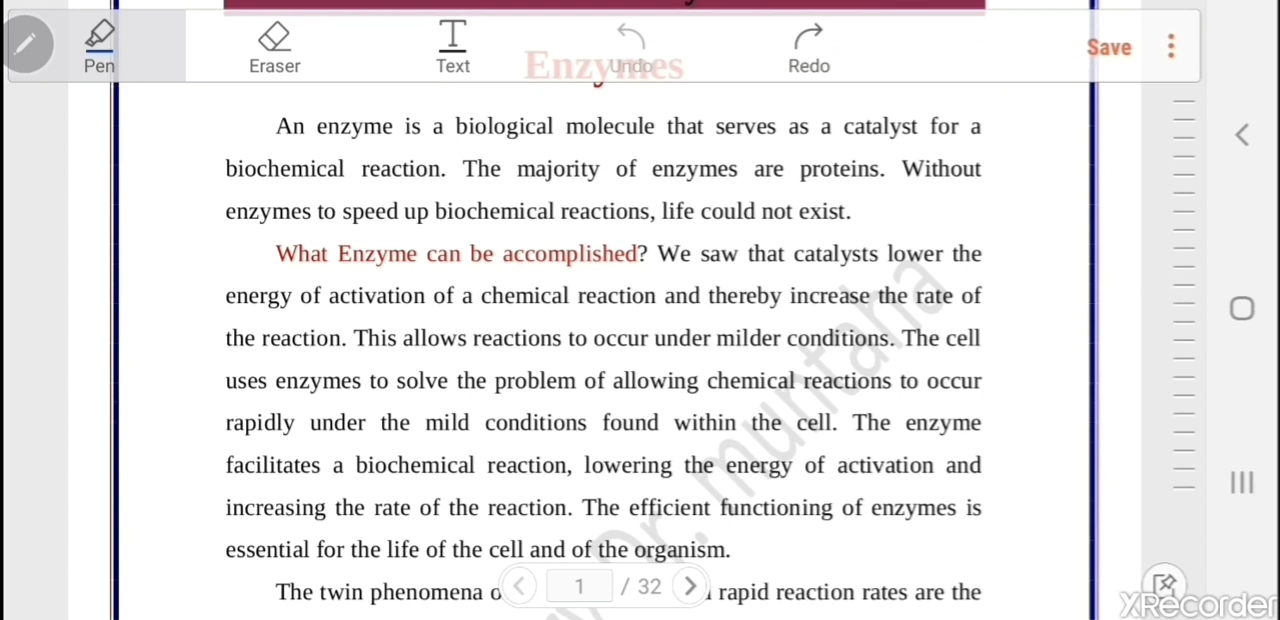 Pen Eraser Text Undo Redo Save
Enzymes
An enzyme is a biological molecule that serves as a catalyst for a
biochemical reaction. The majority of enzymes are proteins. Without
enzymes to speed up biochemical reactions, life could not exist.
What Enzyme can be accomplished? We saw that catalysts lower the
energy of activation of a chemical reaction and thereby increase the rate of
the reaction. This allows reactions to occur under milder conditions. The cell
uses enzymes to solve the problem of allowing chemical reactions to occur
rapidly under the mild conditions found within the cell. The enzyme
facilitates a biochemical reaction, lowering the energy of activation and
increasing the rate of the reaction. The efficient functioning of enzymes is
essential for the life of the cell and of the organism.
The twin phenomena rapid reaction rates are the
1 / 32
Dr. muntaha
XRecorder